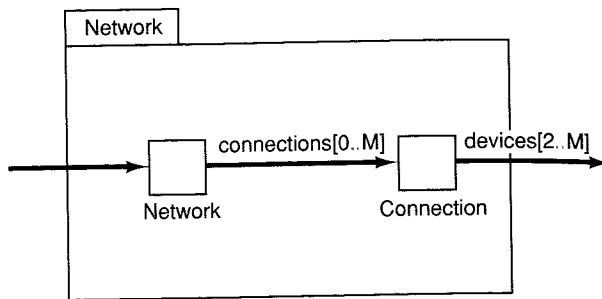 Network
connections[0..M]
devices[2..M]
Network
Connection